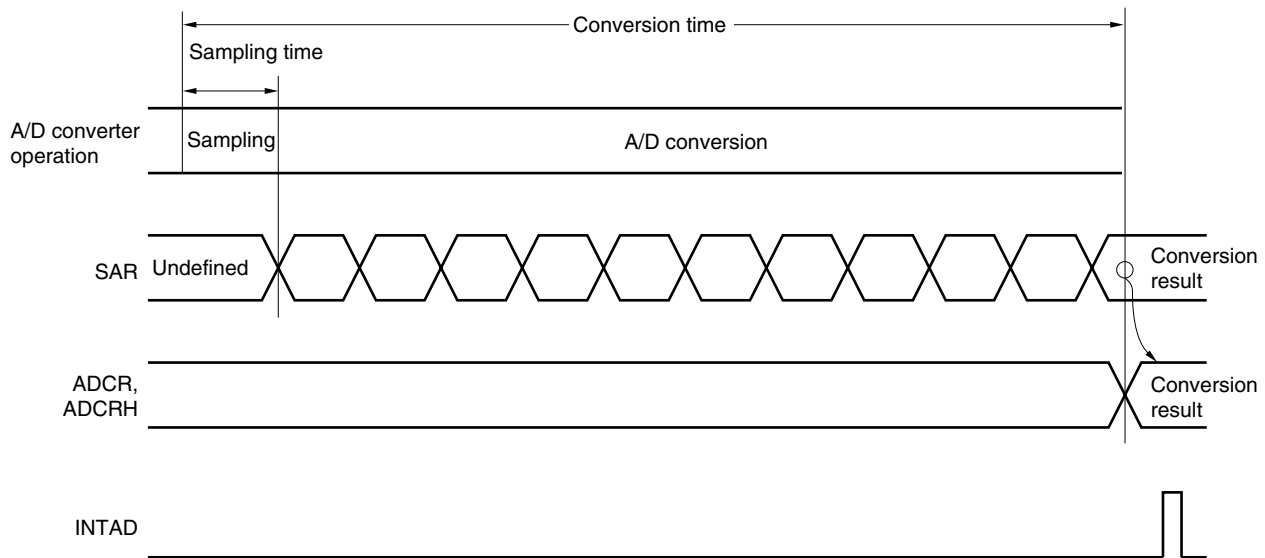 Conversion time
Sampling time
A/D converter
operation
Sampling
A/D conversion
SAR
Undefined
Conversion
result
ADCR,
ADCRH
Conversion
result
INTAD